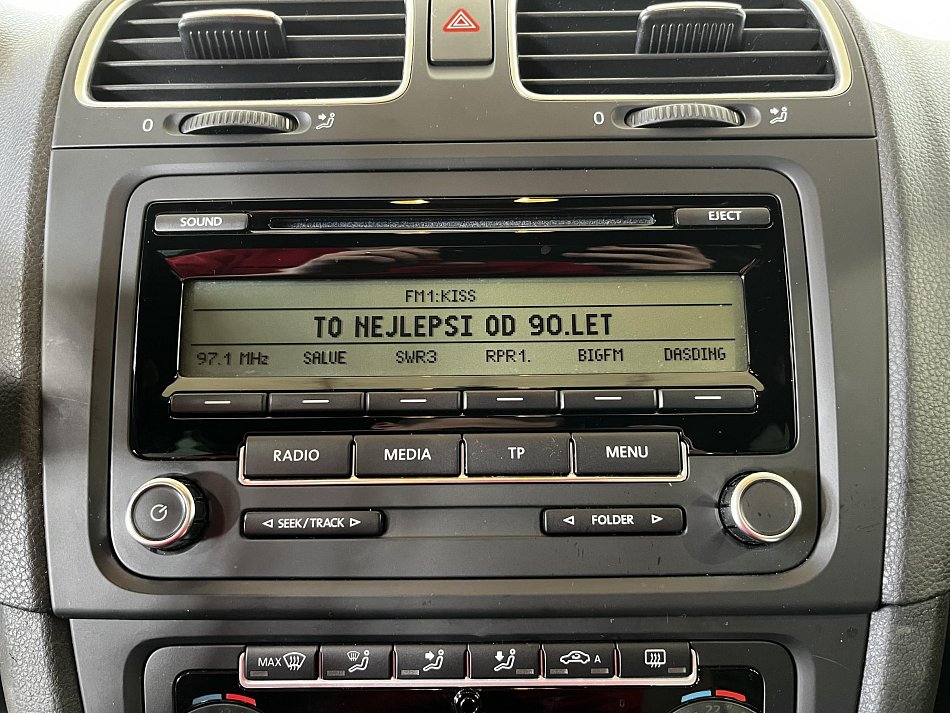 0 0
SOUND EJECT
FM1:KISS
TO NEJLEPSI OD 90.LET
97.1 MHz SALUE SWR3 RPR1. BIGFM DASDING
RADIO MEDIA TP MENU
SEEK/TRACK FOLDER
MAX A